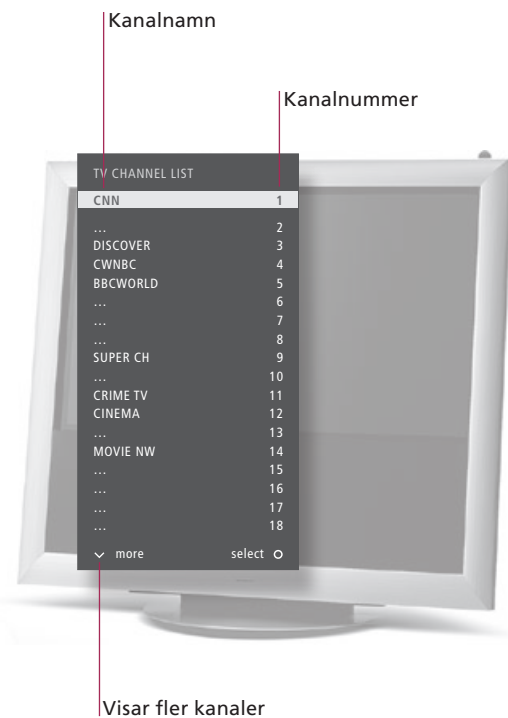 Kanalnamn
Kanalnummer
TV CHANNEL LIST
CNN 1
... 2
DISCOVER 3
CWNBC 4
BBCWORLD 5
... 6
... 7
... 8
SUPER CH 9
... 10
CRIME TV 11
CINEMA 12
... 13
MOVIE NW 14
... 15
... 16
... 17
... 18
more select
Visar fler kanaler